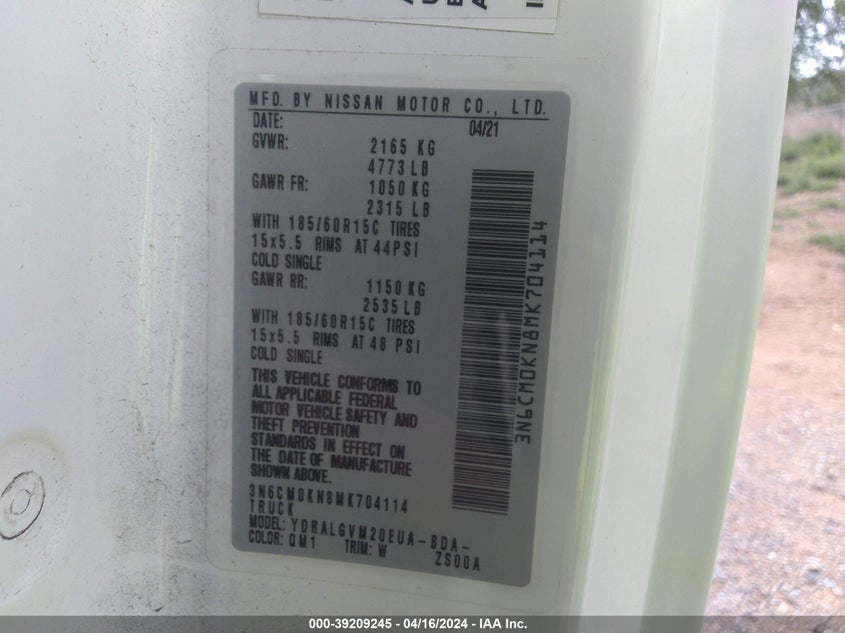 MFD. BY NISSAN MOTOR CO., LTD.
DATE: 04/21
GVWR: 2165 KG
4773 LB
GAWR FR: 1050 KG
2315 LB
WITH 185/60R15C TIRES
15x5.5 RIMS AT 44PSI
COLD SINGLE
GAWR RR: 1150 KG
2535 LB
WITH 185/60R15C TIRES
15x5.5 RIMS AT 48 PSI
COLD SINGLE
THIS VEHICLE CONFORMS TO
ALL APPLICABLE FEDERAL
MOTOR VEHICLE SAFETY AND
THEFT PREVENTION
STANDARDS IN EFFECT ON
THE DATE OF MANUFACTURE
SHOWN ABOVE.
3N6CM0KN8MK704114
TRUCK
MODEL: YDRALGVM20EUA-BDA-
ZS00A
COLOR: QM1 TRIM: W
3N6CM0KN8MK704114
000-39209245 - 04/16/2024 - IAA Inc.